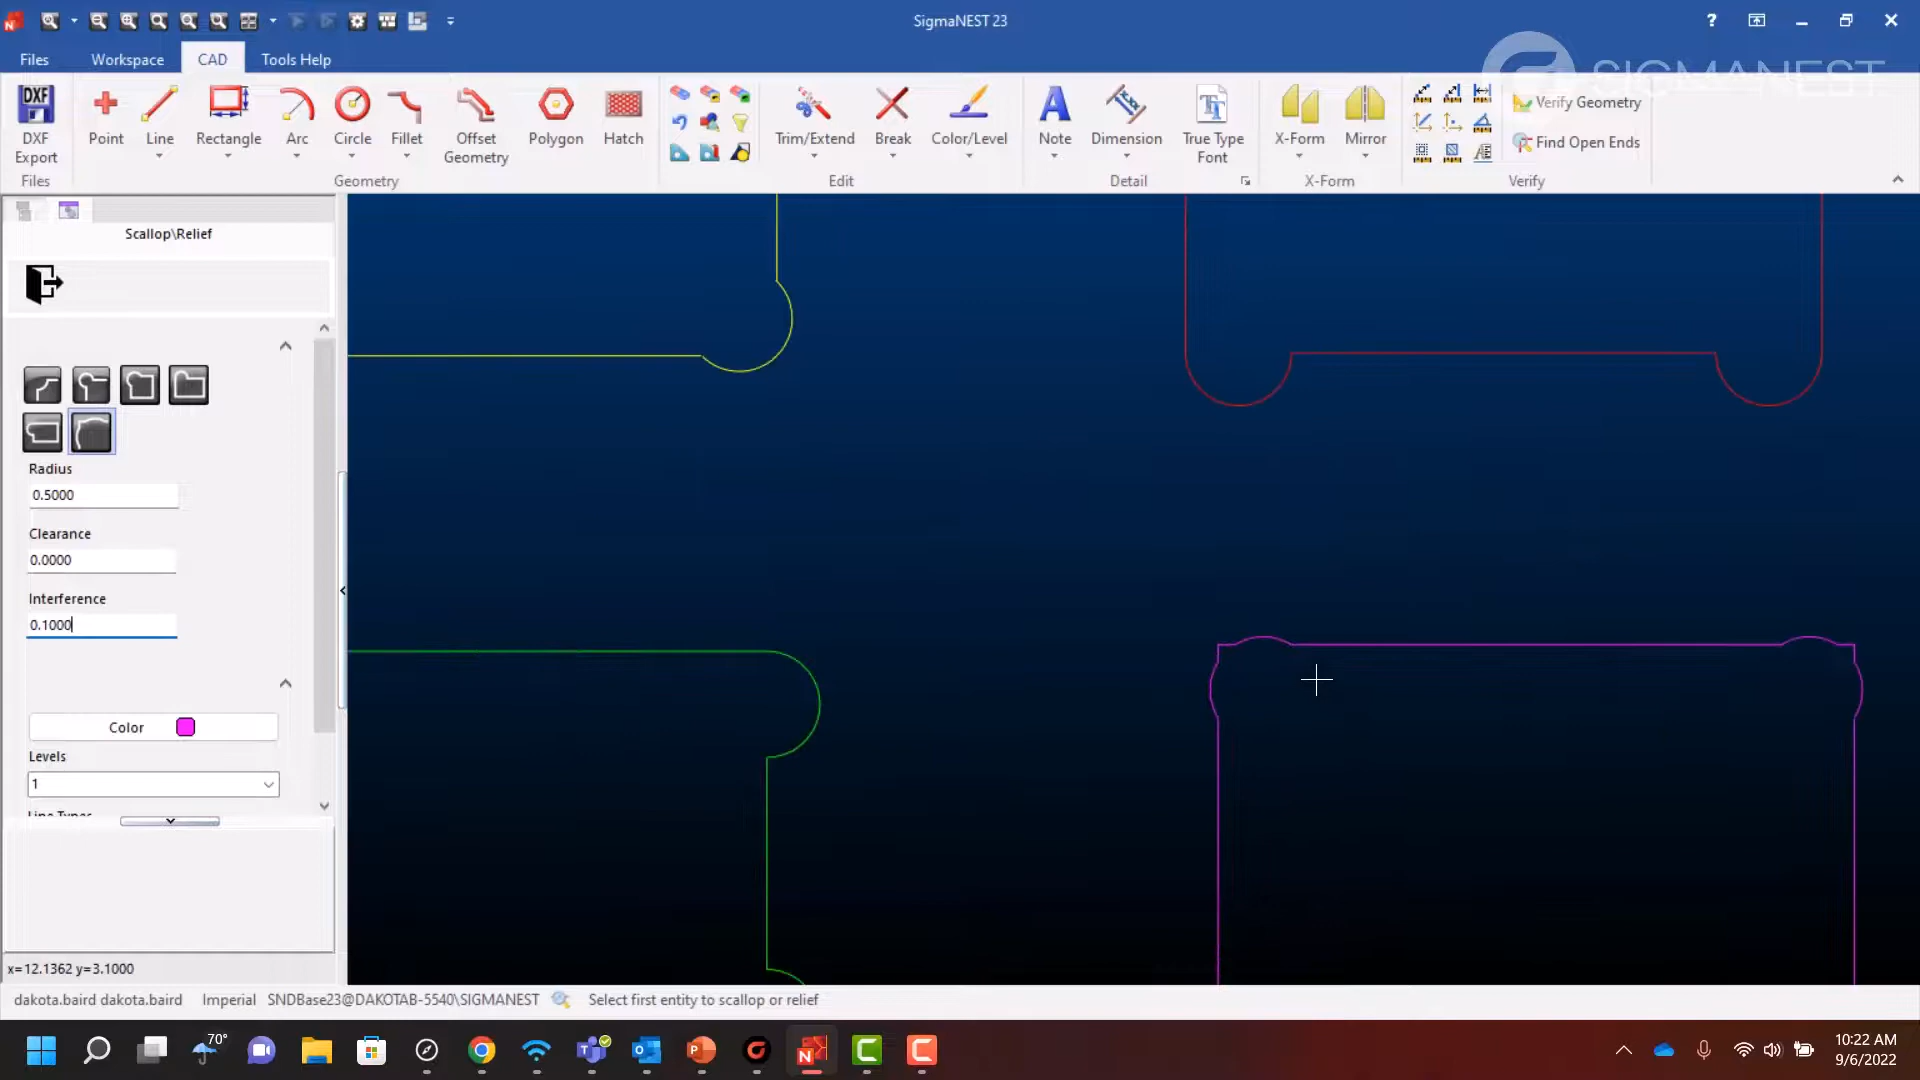 SigmaNEST 23
?
Files
Workspace
CAD
Tools Help
SIGMANEST
DXF
DXF
Export
Files
Point
Line
Rectangle
Arc
Circle
Fillet
Offset
Geometry
Polygon
Hatch
Geometry
Trim/Extend
Break
Color/Level
Edit
Note
Dimension
True Type
Font
Detail
X-Form
Mirror
X-Form
Verify Geometry
Find Open Ends
Verify
Scallop\Relief
Radius
0.5000
Clearance
0.0000
Interference
0.1000
Color
Levels
1
Line Types
x=12.1362 y=3.1000
dakota.baird dakota.baird
Imperial
SNDBase23@DAKOTAB-5540\SIGMANEST
Select first entity to scallop or relief
70°
10:22 AM
9/6/2022